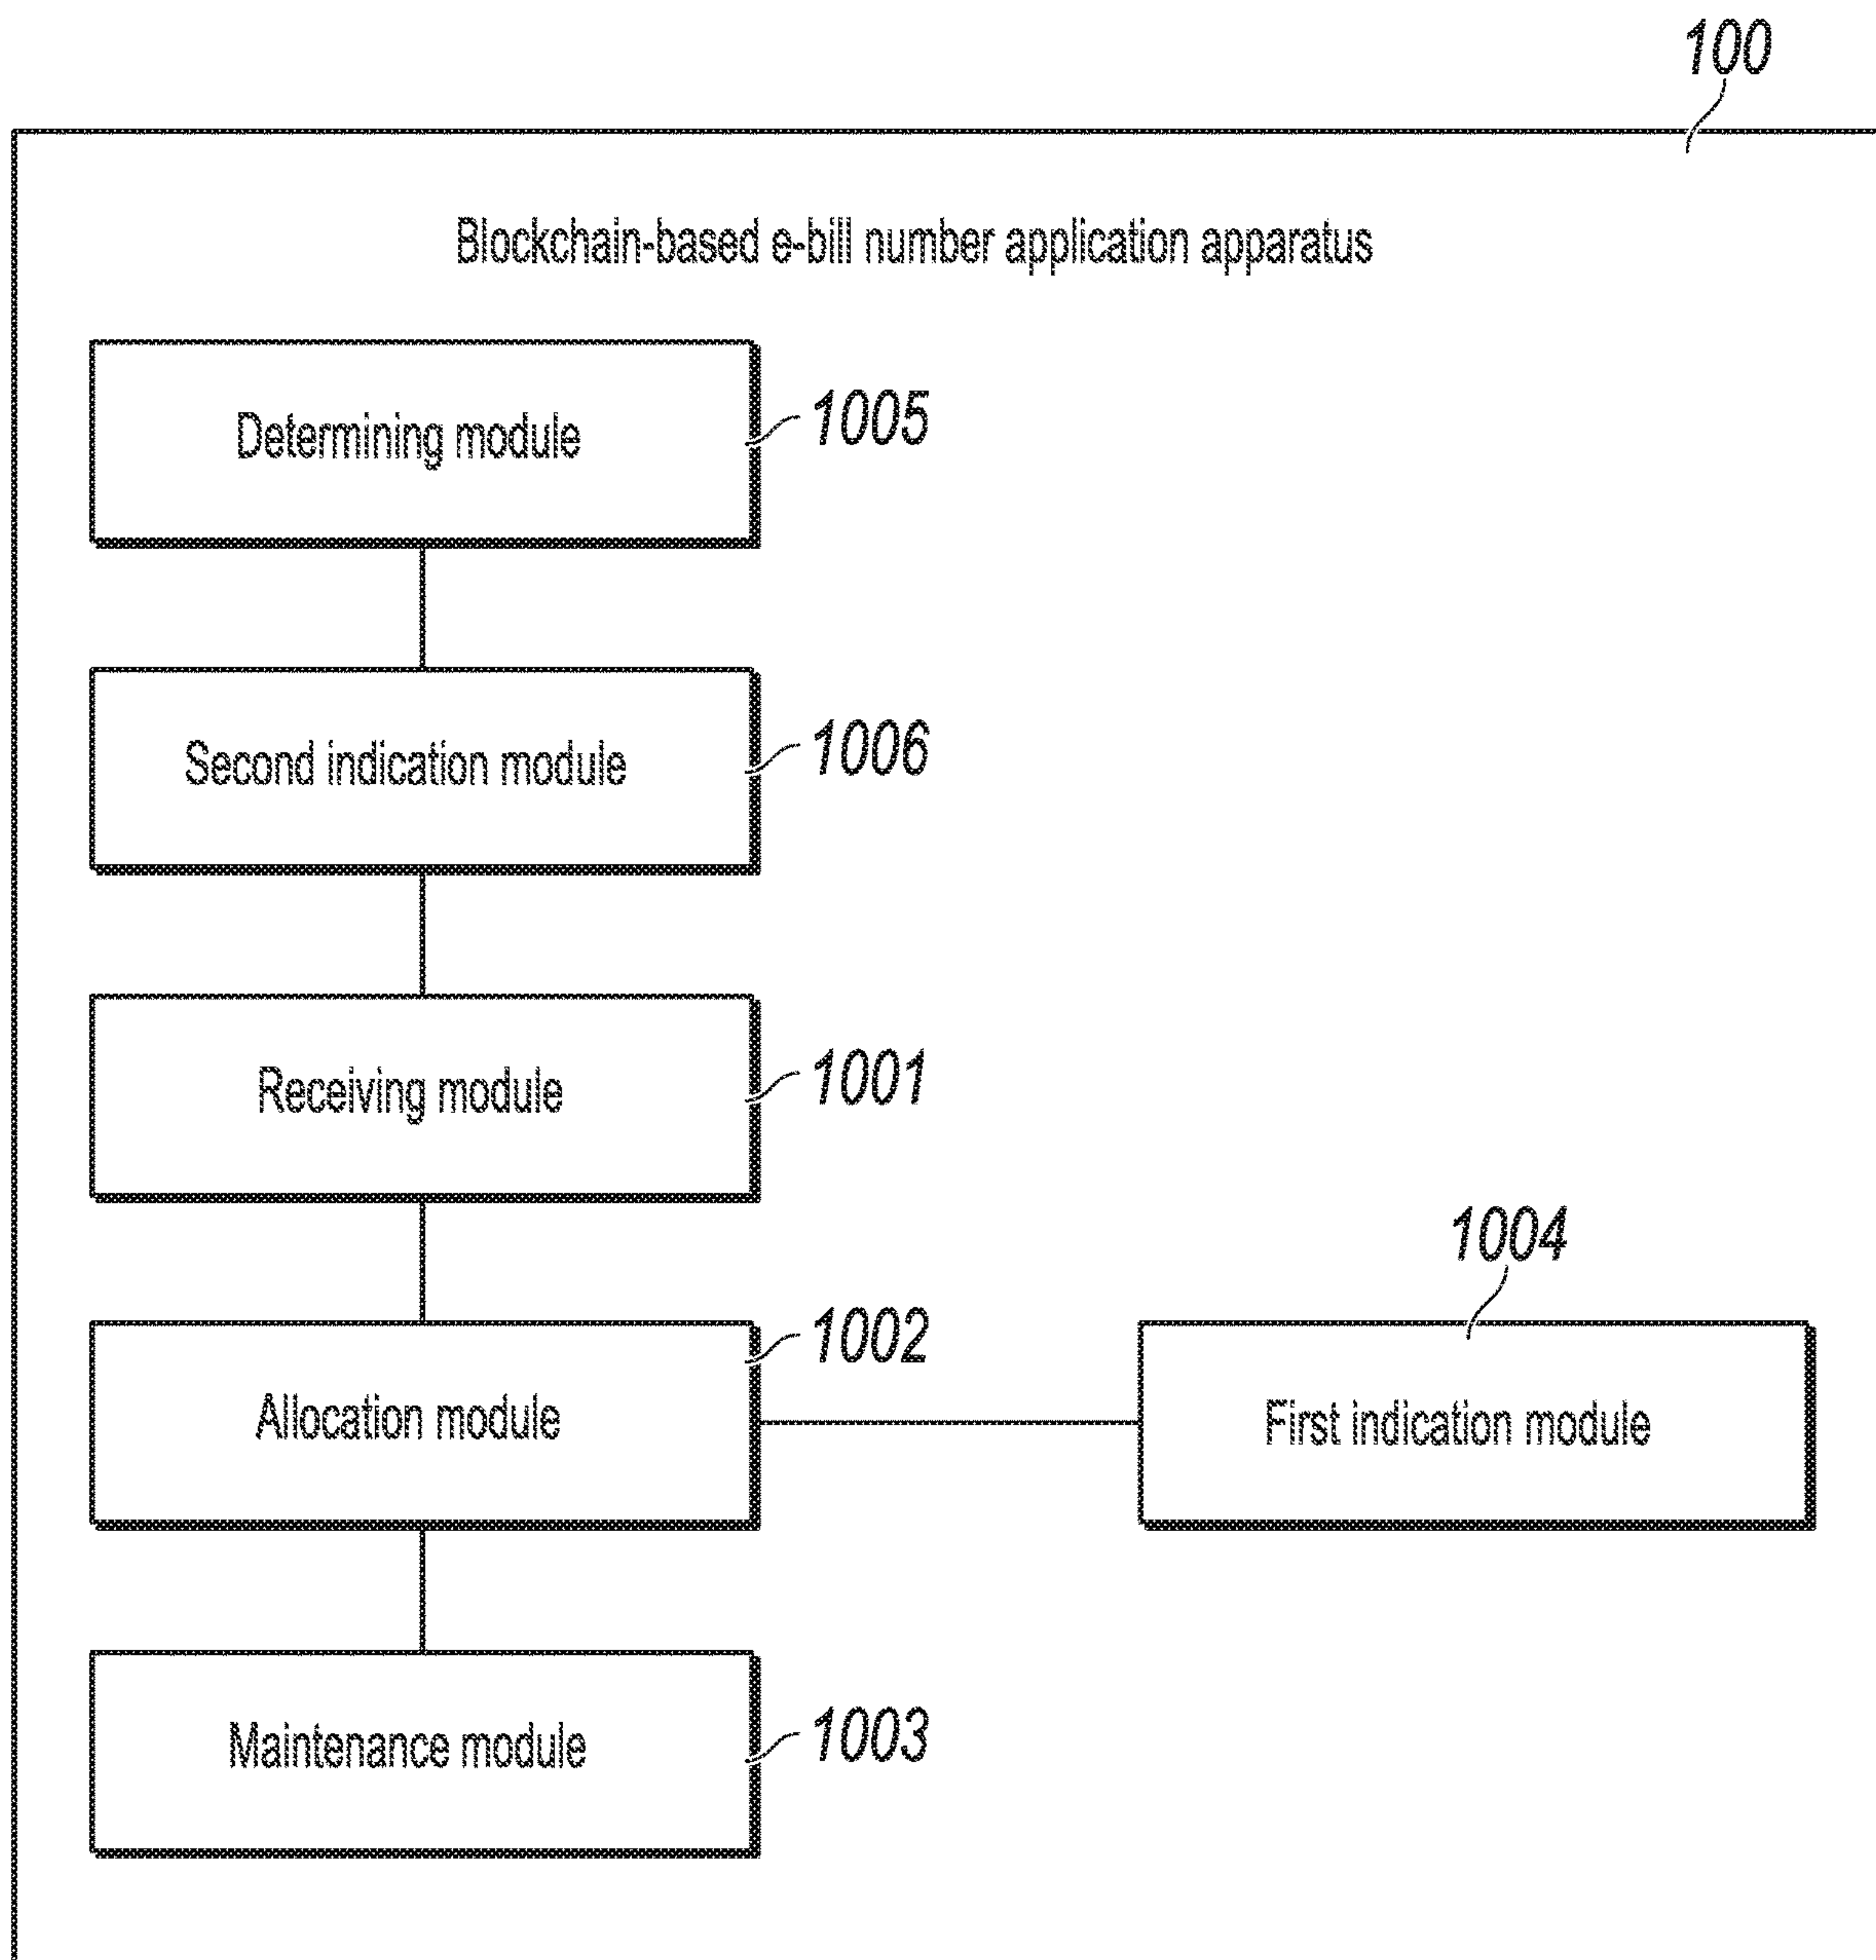 100
Blockchain-based e-bill number application apparatus
Determining module
1005
Second indication module
1006
Receiving module
1001
1004
1002
Allocation module
First indication module
Maintenance module
1003